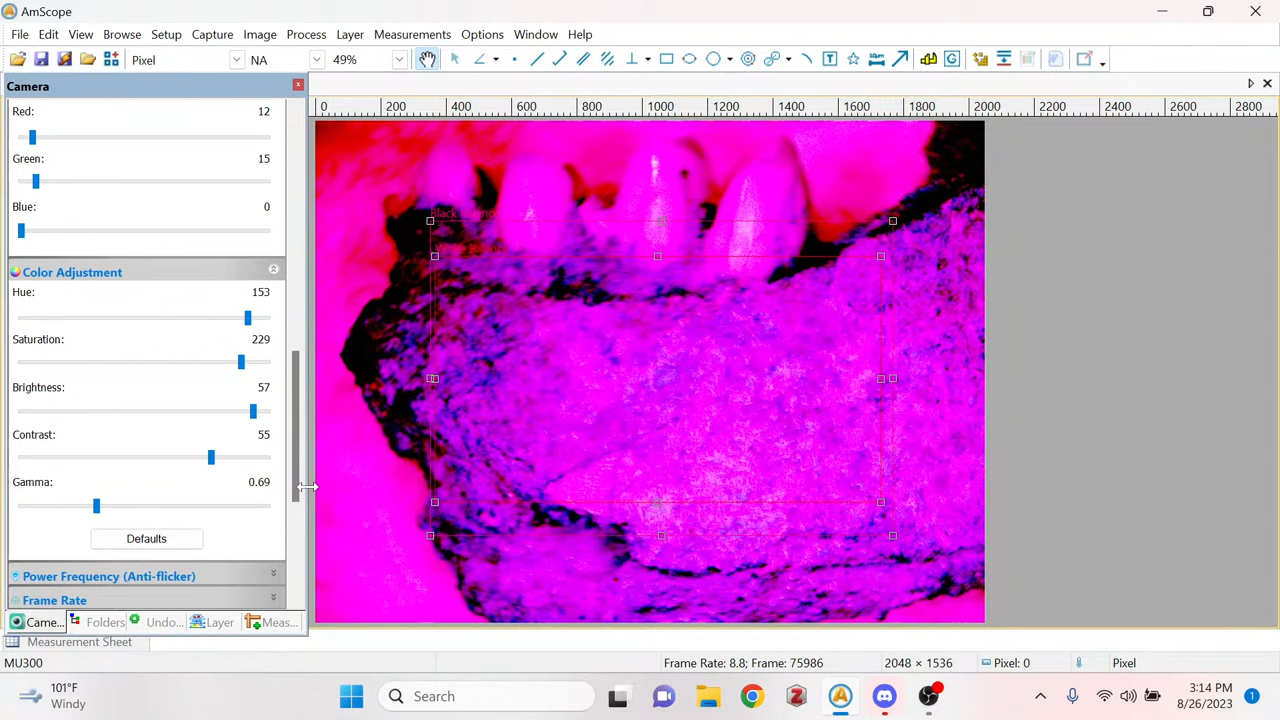 AmScope
File Edit View Browse Setup Capture Image Process Layer Measurements Options Window Help
Pixel NA 49%
Camera
0 200 400 600 800 1000 1200 1400 1600 1800 2000 2200 2400 2600 2800
Red: 12
Green: 15
Blue: 0
Color Adjustment
Hue: 153
Saturation: 229
Brightness: 57
Contrast: 55
Gamma: 0.69
Defaults
Power Frequency (Anti-flicker)
Frame Rate
Came... Folders Undo... Layer Meas...
Black
White
Measurement Sheet
MU300 Frame Rate: 8.8; Frame: 75986 2048 × 1536 Pixel: 0 Pixel
101°F
Windy
Search
3:14 PM
8/26/2023
1